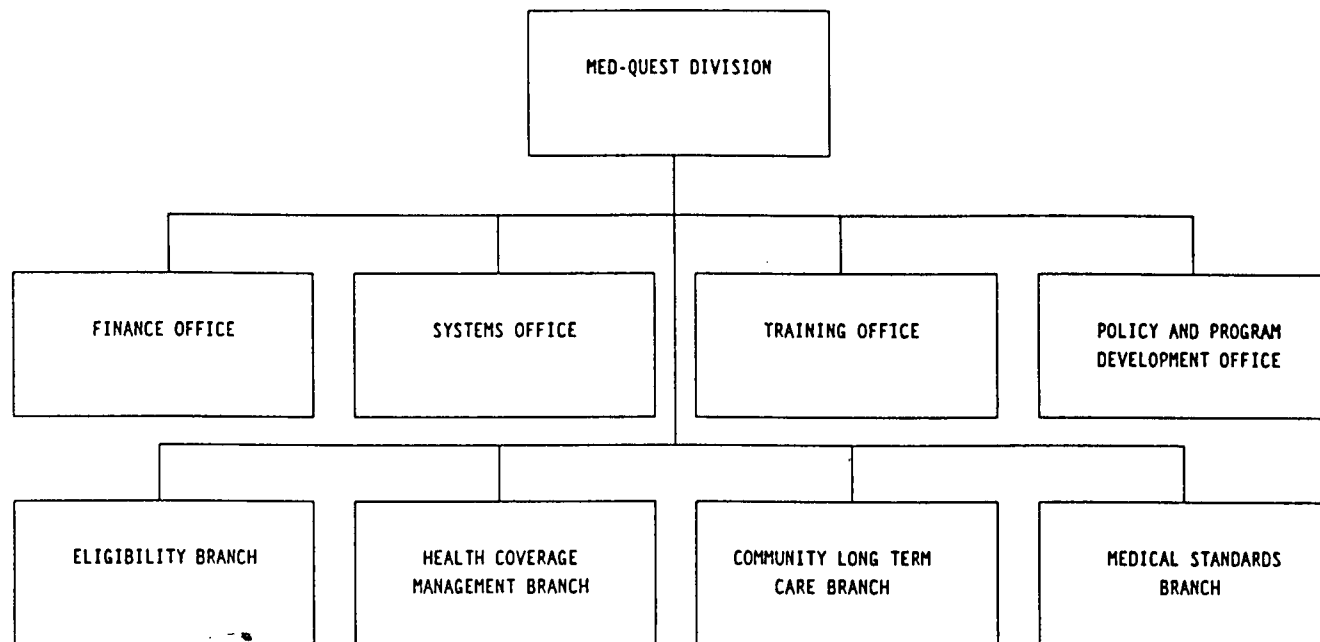 MED-QUEST DIVISION
FINANCE OFFICE
SYSTEMS OFFICE
TRAINING OFFICE
POLICY AND PROGRAM
DEVELOPMENT OFFICE
ELIGIBILITY BRANCH
HEALTH COVERAGE
MANAGEMENT BRANCH
COMMUNITY LONG TERM
CARE BRANCH
MEDICAL STANDARDS
BRANCH